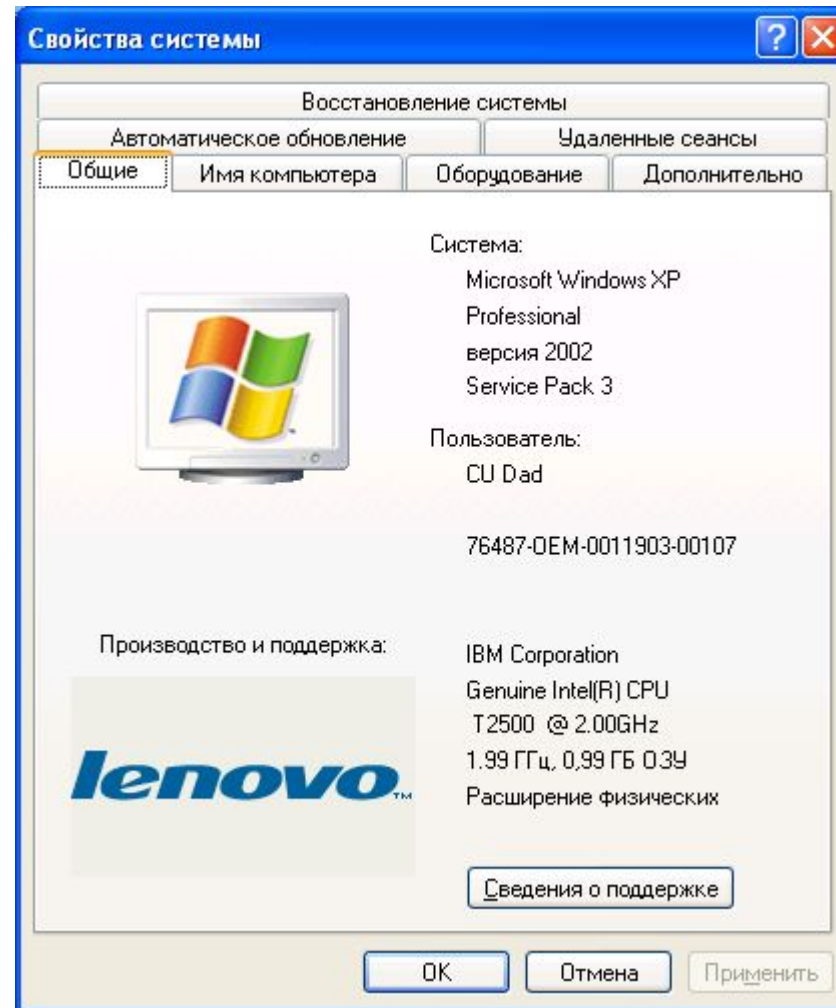 Свойства системы
Восстановление системы
Автоматическое обновление
Удаленные сеансы
Общие
Имя компьютера
Оборудование
Дополнительно
Система:
Microsoft Windows XP
Professional
версия 2002
Service Pack 3
Пользователь:
CU Dad
76487-OEM-0011903-00107
Производство и поддержка:
lenovo™
IBM Corporation
Genuine Intel(R) CPU
T2500 @ 2.00GHz
1.99 ГГц, 0,99 ГБ ОЗУ
Расширение физических
Сведения о поддержке
ОК
Отмена
Применить